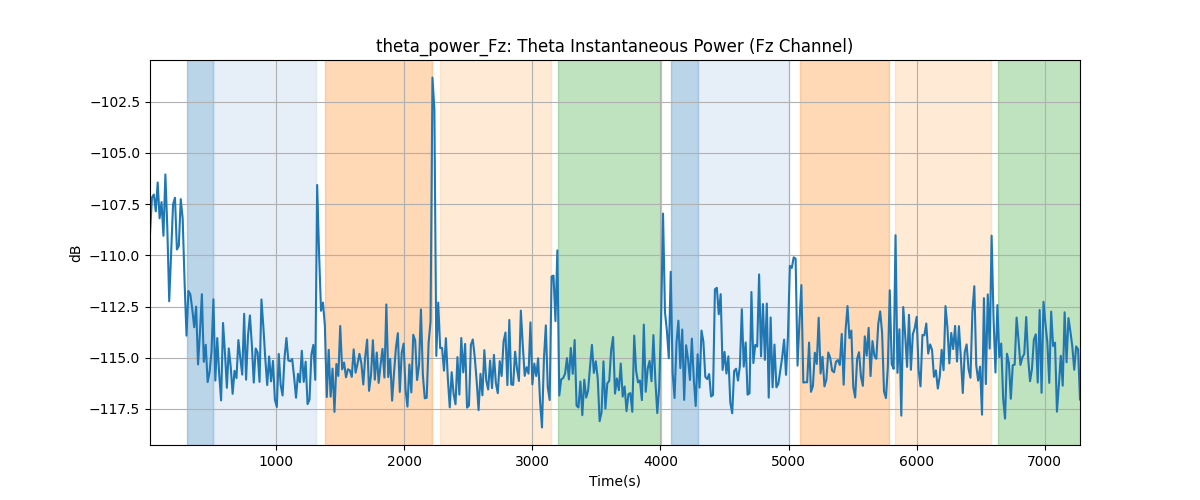 theta_power_Fz: Theta Instantaneous Power (Fz Channel)
dB
−102.5
−105.0
−107.5
−110.0
−112.5
−115.0
−117.5
1000 2000 3000 4000 5000 6000 7000
Time(s)